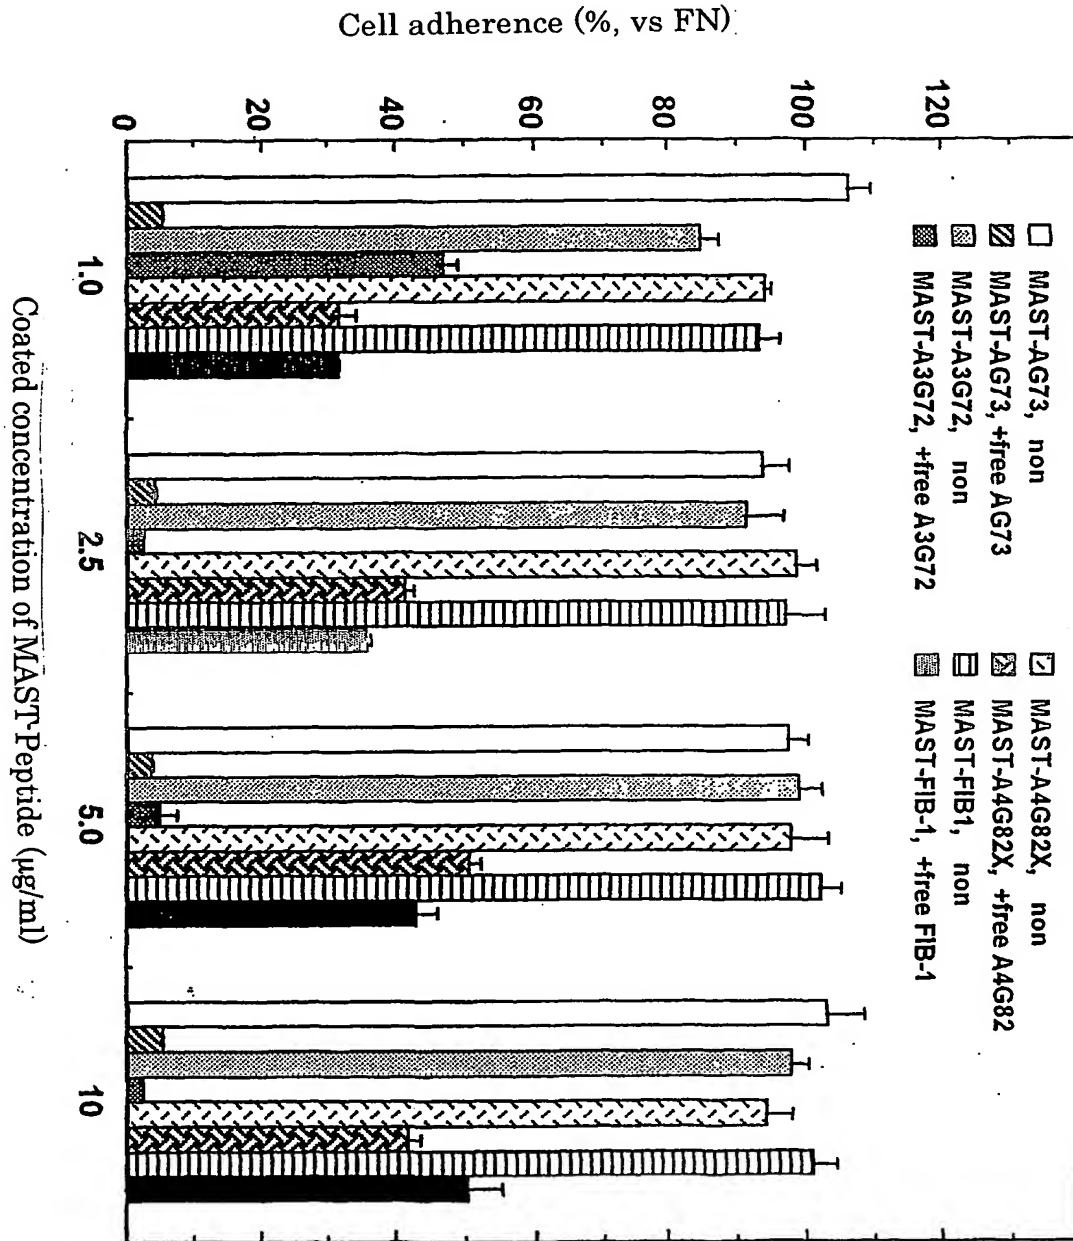 Cell adherence (%, vs FN)
0
20
40
60
80
100
120
MAST-AG73, non
MAST-AG73, +free AG73
MAST-A3G72, non
MAST-A3G72, +free A3G72
MAST-A4G82X, non
MAST-A4G82X, +free A4G82
MAST-FIB1, non
MAST-FIB-1, +free FIB-1
1.0
2.5
5.0
10
Coated concentration of MAST-Peptide (µg/ml)